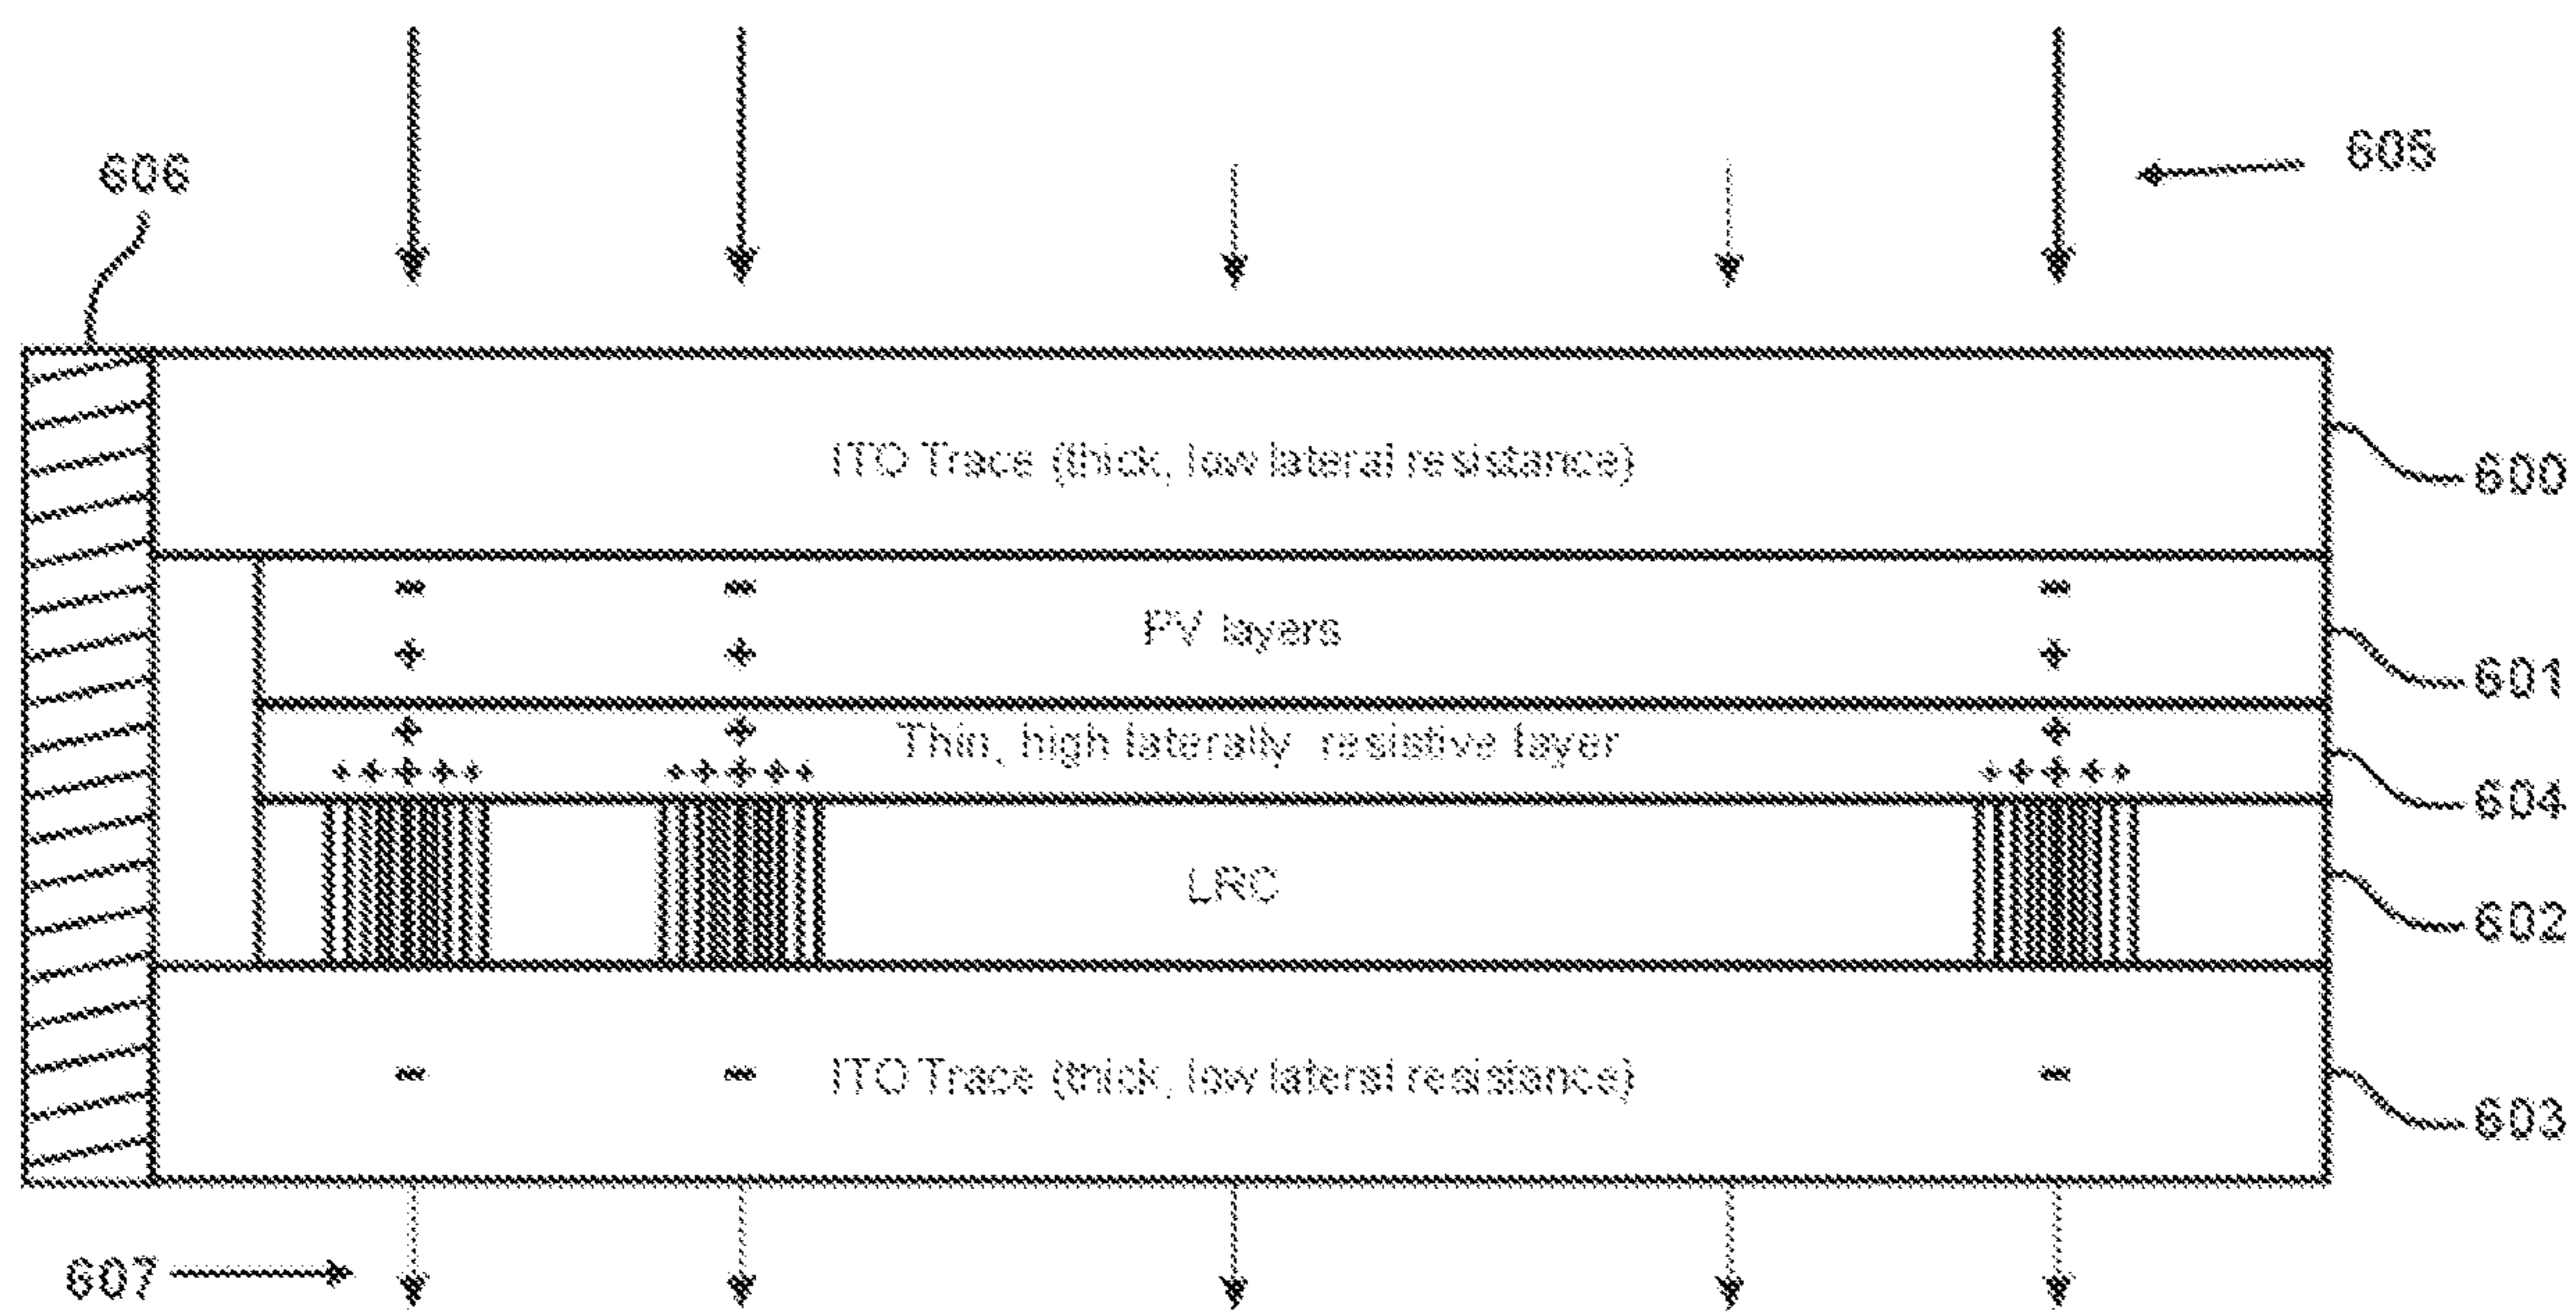 605
606
ITO Trace (thick, low lateral resistance)
600
PV layers
601
Thin, high laterally resistive layer
604
LRC
602
ITO Trace (thick, low lateral resistance)
603
607